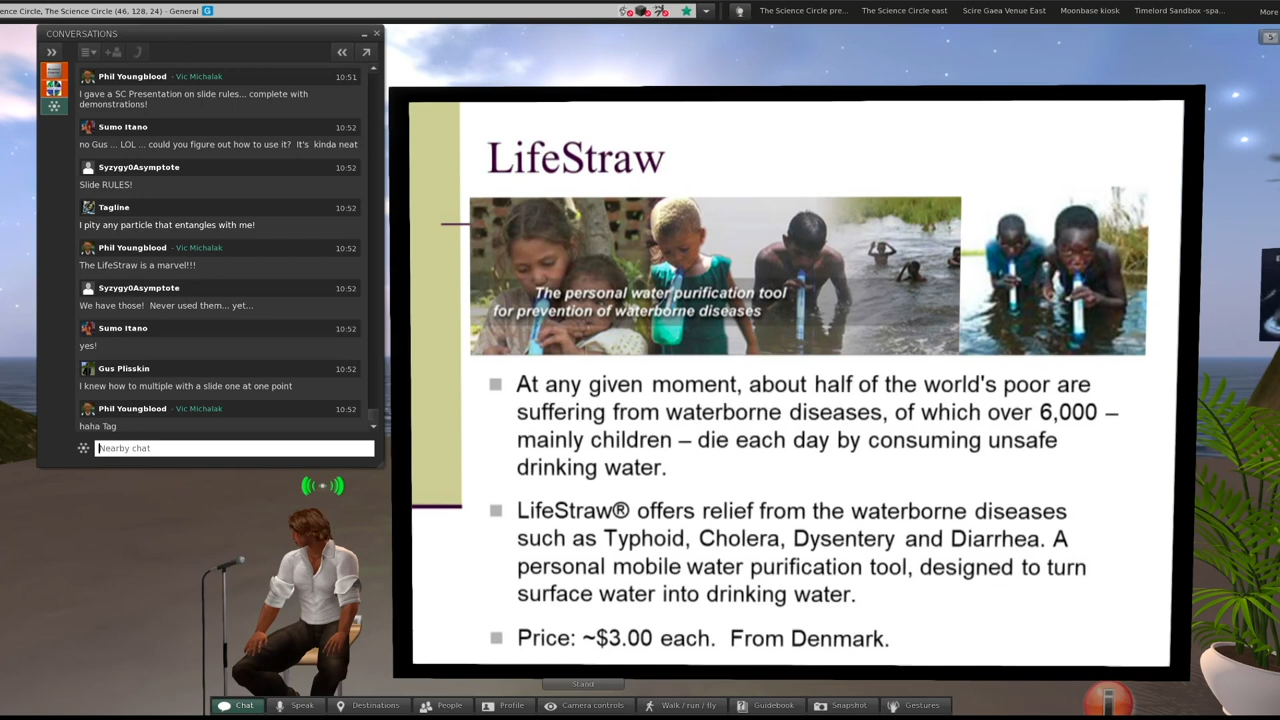 ence Circle, The Science Circle (46, 128, 24) - General G
The Science Circle pre...
The Science Circle east
Scire Gaea Venue East
Moonbase kiosk
Timelord Sandbox -spa...
More
5
CONVERSATIONS
Phil Youngblood - Vic Michalak 10:51
I gave a SC Presentation on slide rules... complete with
demonstrations!
Sumo Itano 10:52
no Gus ... LOL ... could you figure out how to use it? It's kinda neat
Syzygy0Asymptote 10:52
Slide RULES!
Tagline 10:52
I pity any particle that entangles with me!
Phil Youngblood - Vic Michalak 10:52
The LifeStraw is a marvel!!!
Syzygy0Asymptote 10:52
We have those! Never used them... yet...
Sumo Itano 10:52
yes!
Gus Plisskin 10:52
I knew how to multiple with a slide one at one point
Phil Youngblood - Vic Michalak 10:52
haha Tag
Nearby chat
LifeStraw
The personal water purification tool
for prevention of waterborne diseases
At any given moment, about half of the world's poor are
suffering from waterborne diseases, of which over 6,000 –
mainly children – die each day by consuming unsafe
drinking water.
LifeStraw® offers relief from the waterborne diseases
such as Typhoid, Cholera, Dysentery and Diarrhea. A
personal mobile water purification tool, designed to turn
surface water into drinking water.
Price: ~$3.00 each. From Denmark.
Stand
Chat
Speak
Destinations
People
Profile
Camera controls
Walk / run / fly
Guidebook
Snapshot
Gestures